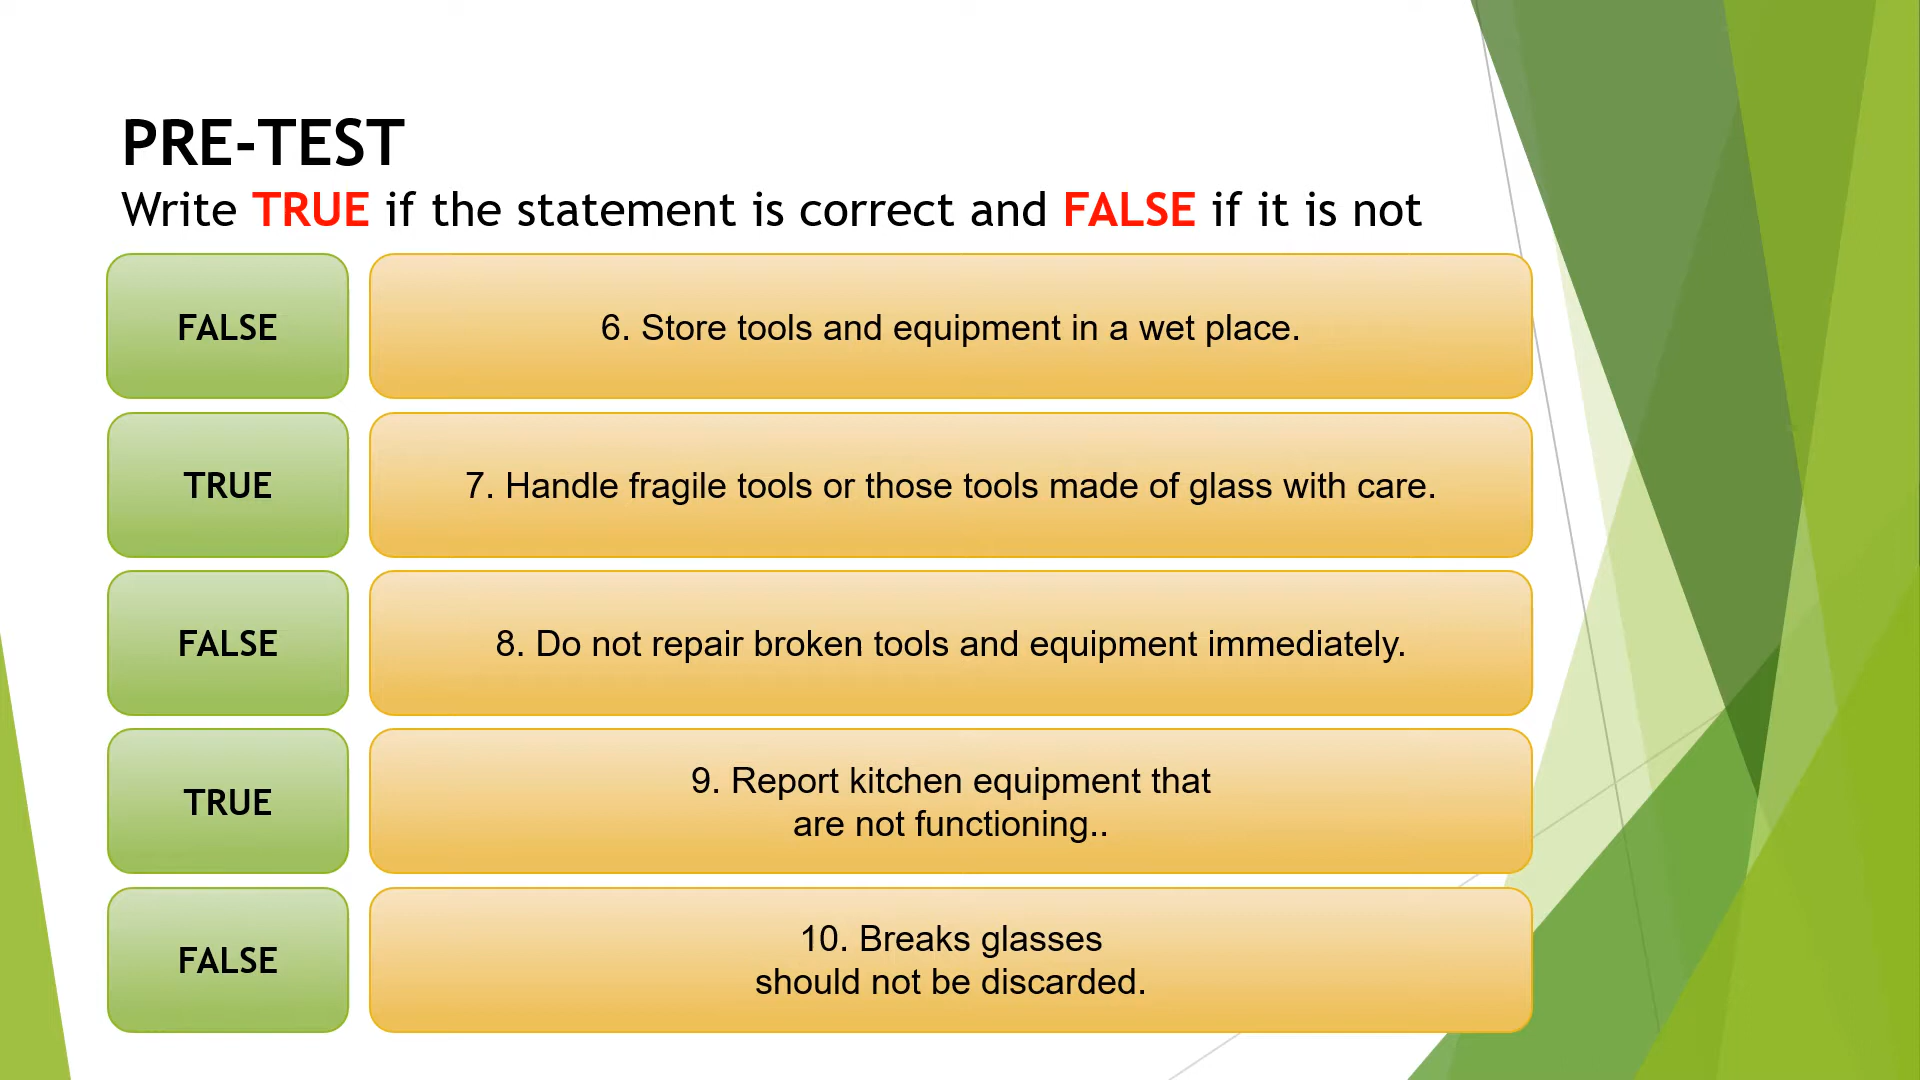 PRE-TEST
Write TRUE if the statement is correct and FALSE if it is not
FALSE
6. Store tools and equipment in a wet place.
TRUE
7. Handle fragile tools or those tools made of glass with care.
FALSE
8. Do not repair broken tools and equipment immediately.
TRUE
9. Report kitchen equipment that
are not functioning..
FALSE
10. Breaks glasses
should not be discarded.